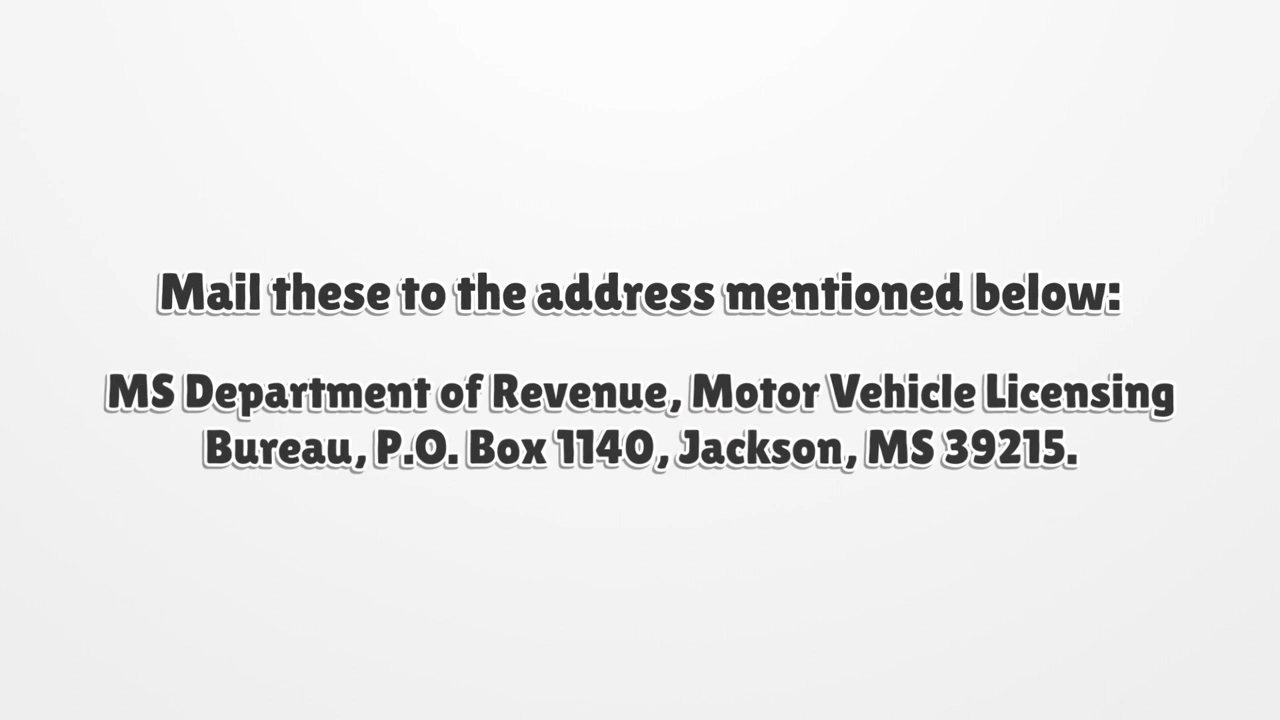 Mail these to the address mentioned below:
MS Department of Revenue, Motor Vehicle Licensing
Bureau, P.O. Box 1140, Jackson, MS 39215.